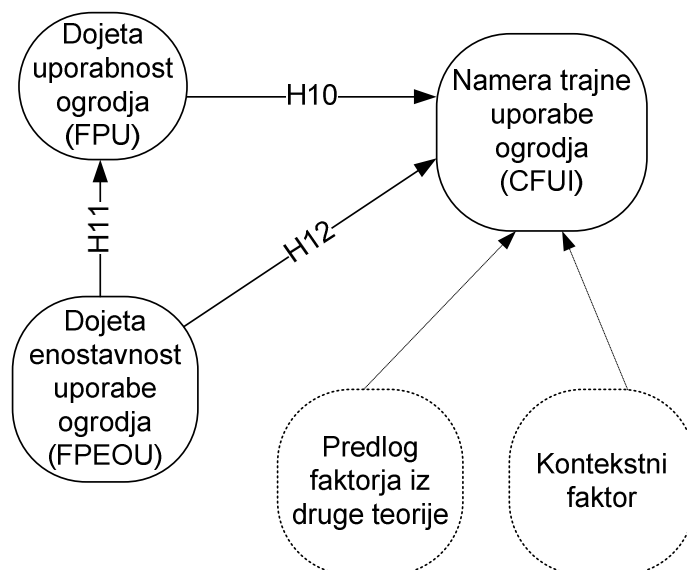 Dojeta
uporabnost
ogrodja
(FPU)
H10
Namera trajne
uporabe
ogrodja
(CFUI)
H11
H12
Dojeta
enostavnost
uporabe
ogrodja
(FPEOU)
Predlog
faktorja iz
druge teorije
Kontekstni
faktor